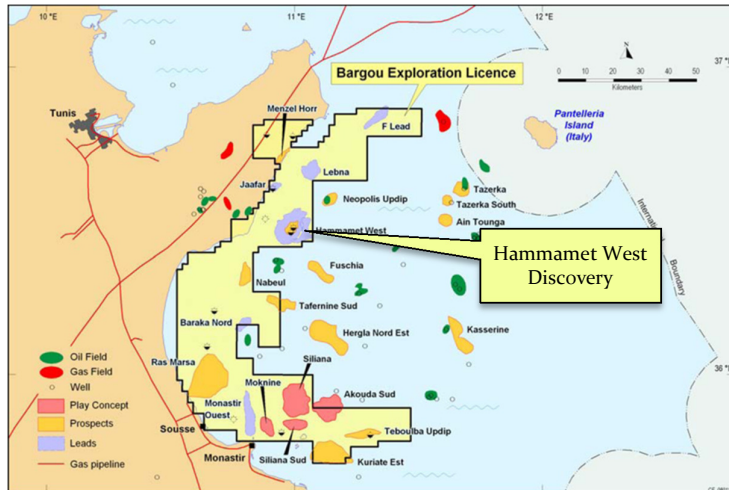 10°
11°
12°
37°
N
0 10 20 30 40 50
Kilometers
Bargou Exploration Licence
Tunis
Menzel Horr
F Lead
Pantelleria
Island
(Italy)
Lebna
Jaafar
Neopolis Updip
Tazerka
Tazerka South
Ain Tounga
Hammamet West
Hammamet West
Discovery
International
Boundary
Fuschia
Nabeul
Tafernine Sud
Baraka Nord
Hergla Nord Est
Kasserine
Siliana
Ras Marsa
Moknine
36°
Akouda Sud
Monastir
Ouest
Teboulba Updip
Sousse
Monastir
Siliana Sud
Kuriate Est
Oil Field
Gas Field
Well
Play Concept
Prospects
Leads
Gas pipeline